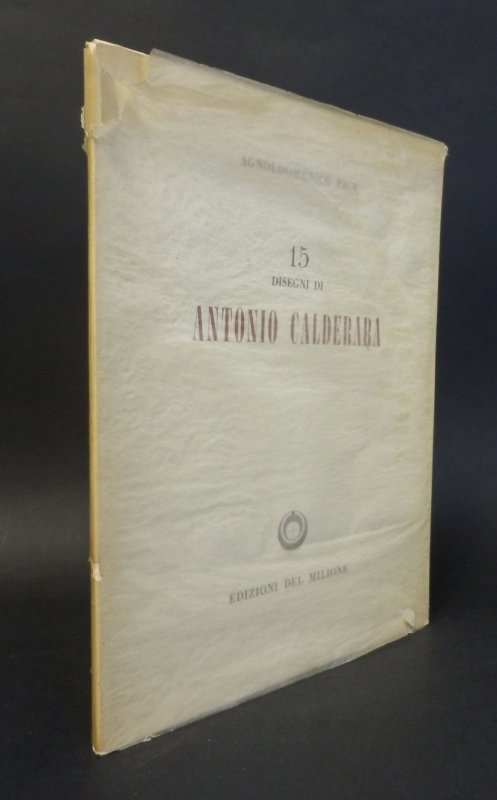 AGNOLDOMENICO PICA
15
DISEGNI DI
ANTONIO CALDERARA
EDIZIONI DEL MILIONE